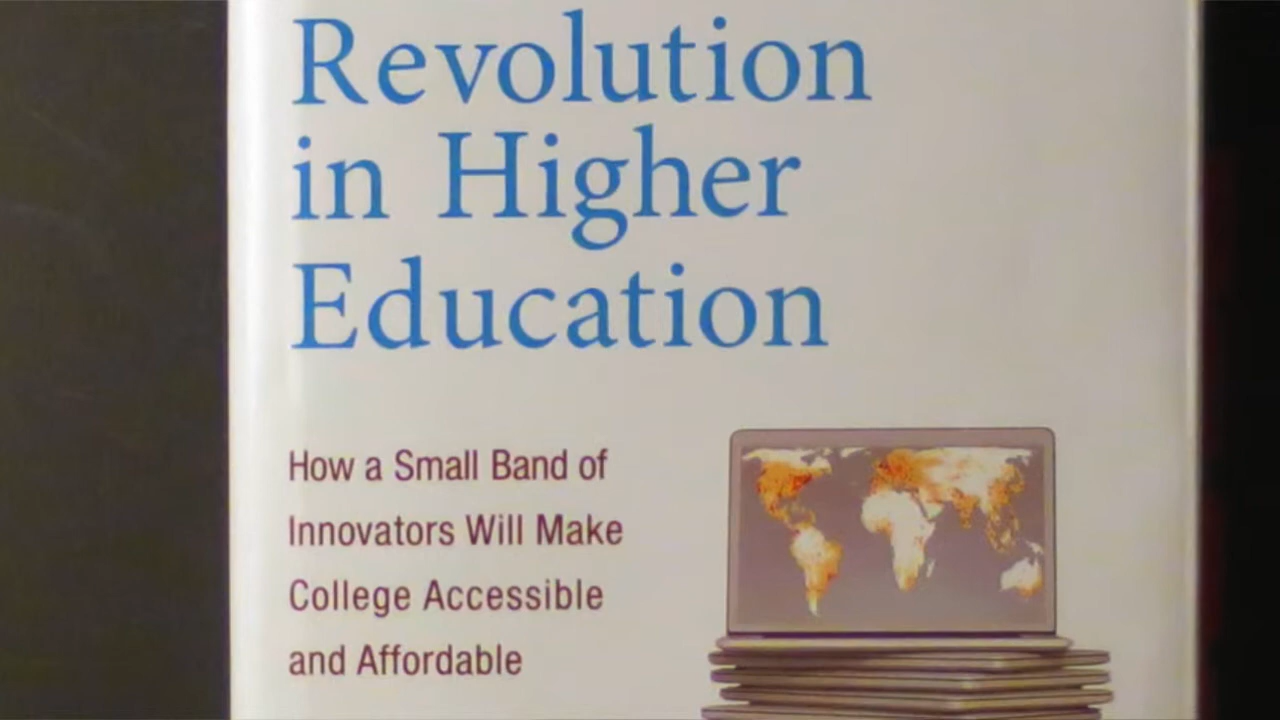 Revolution
in Higher
Education
How a Small Band of
Innovators Will Make
College Accessible
and Affordable